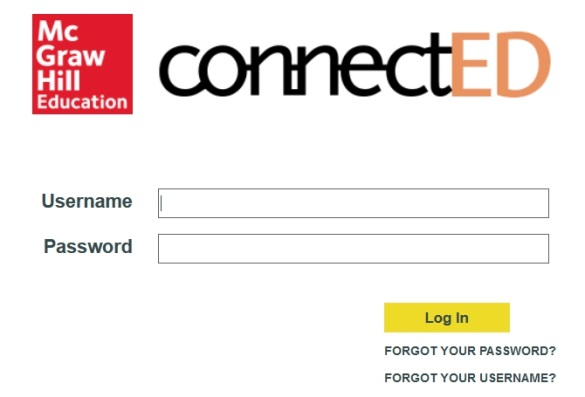 Mc
Graw
Hill
Education
connectED
Username
Password
Log In
FORGOT YOUR PASSWORD?
FORGOT YOUR USERNAME?